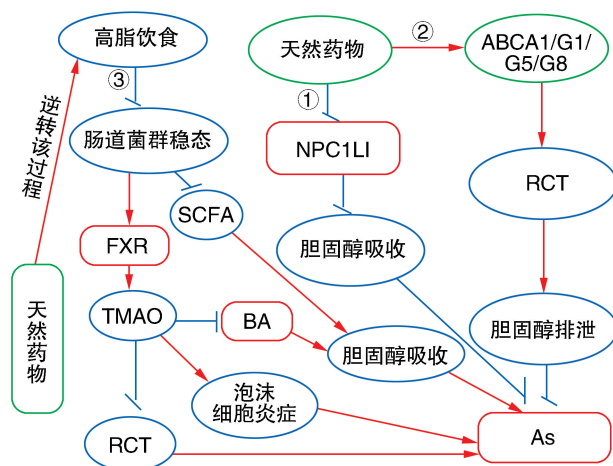 高脂饮食
天然药物
②
ABCA1/G1/
G5/G8
③
①
逆转该过程
肠道菌群稳态
NPC1LI
SCFA
RCT
FXR
胆固醇吸收
天然药物
TMAO
BA
胆固醇吸收
胆固醇排泄
泡沫
细胞炎症
RCT
As